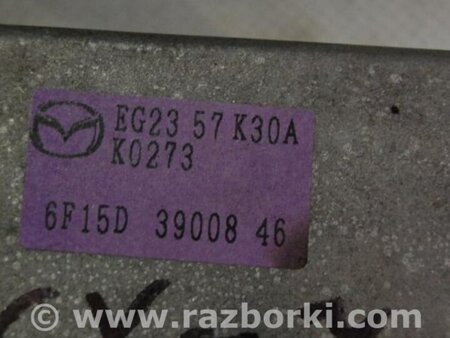 EG23 57 K30A
K0273
6F15D 39008 46
www.razborki.com